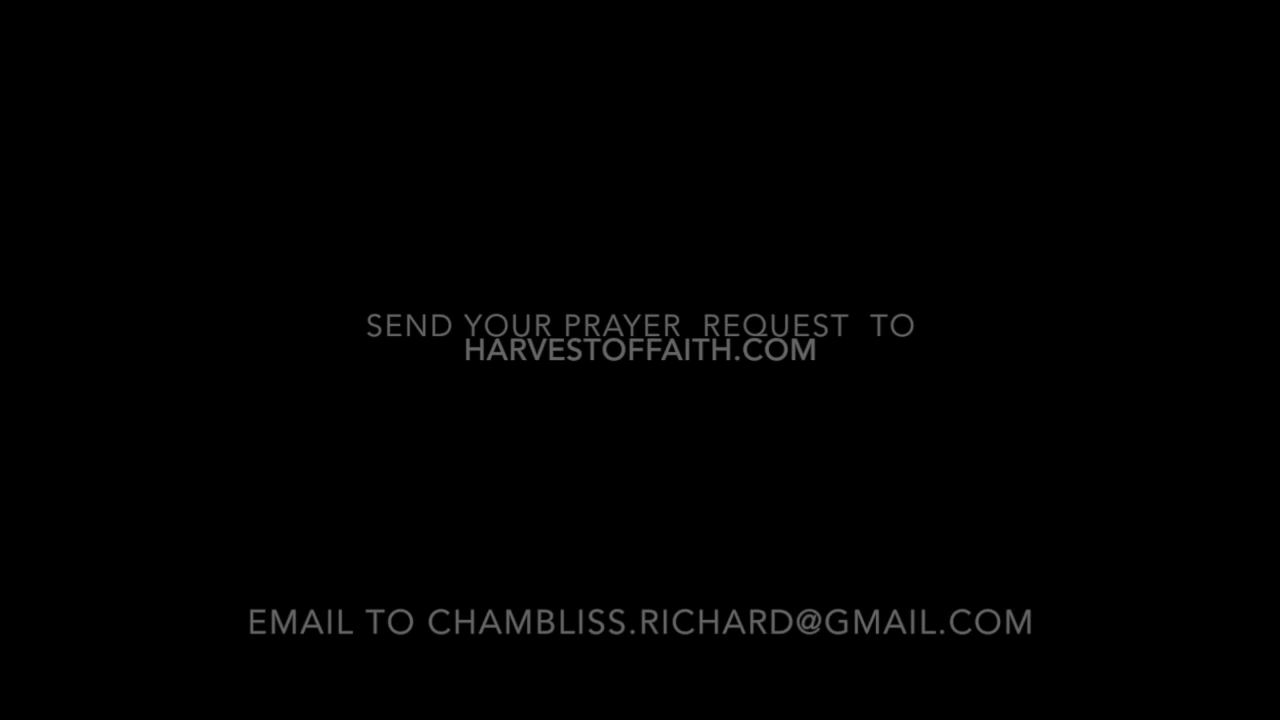 SEND YOUR PRAYER REQUEST TO
HARVESTOFFAITH.COM
EMAIL TO CHAMBLISS.RICHARD@GMAIL.COM